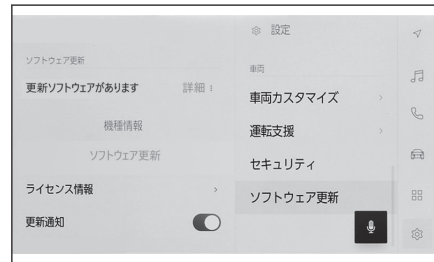 設定
ソフトウェア更新
更新ソフトウェアがあります
詳細
機種情報
ソフトウェア更新
ライセンス情報
更新通知
車両
車両カスタマイズ
運転支援
セキュリティ
ソフトウェア更新